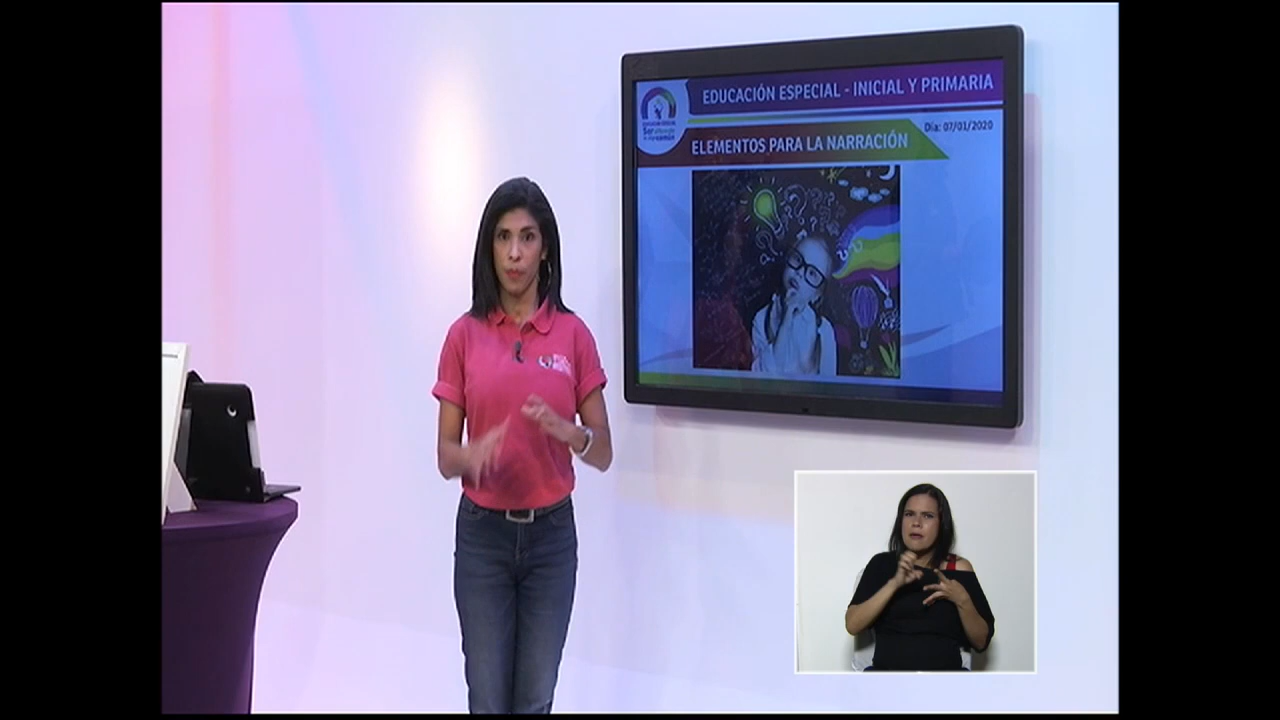 EDUCACIÓN ESPECIAL - INICIAL Y PRIMARIA
Día: 07/01/2020
ELEMENTOS PARA LA NARRACIÓN